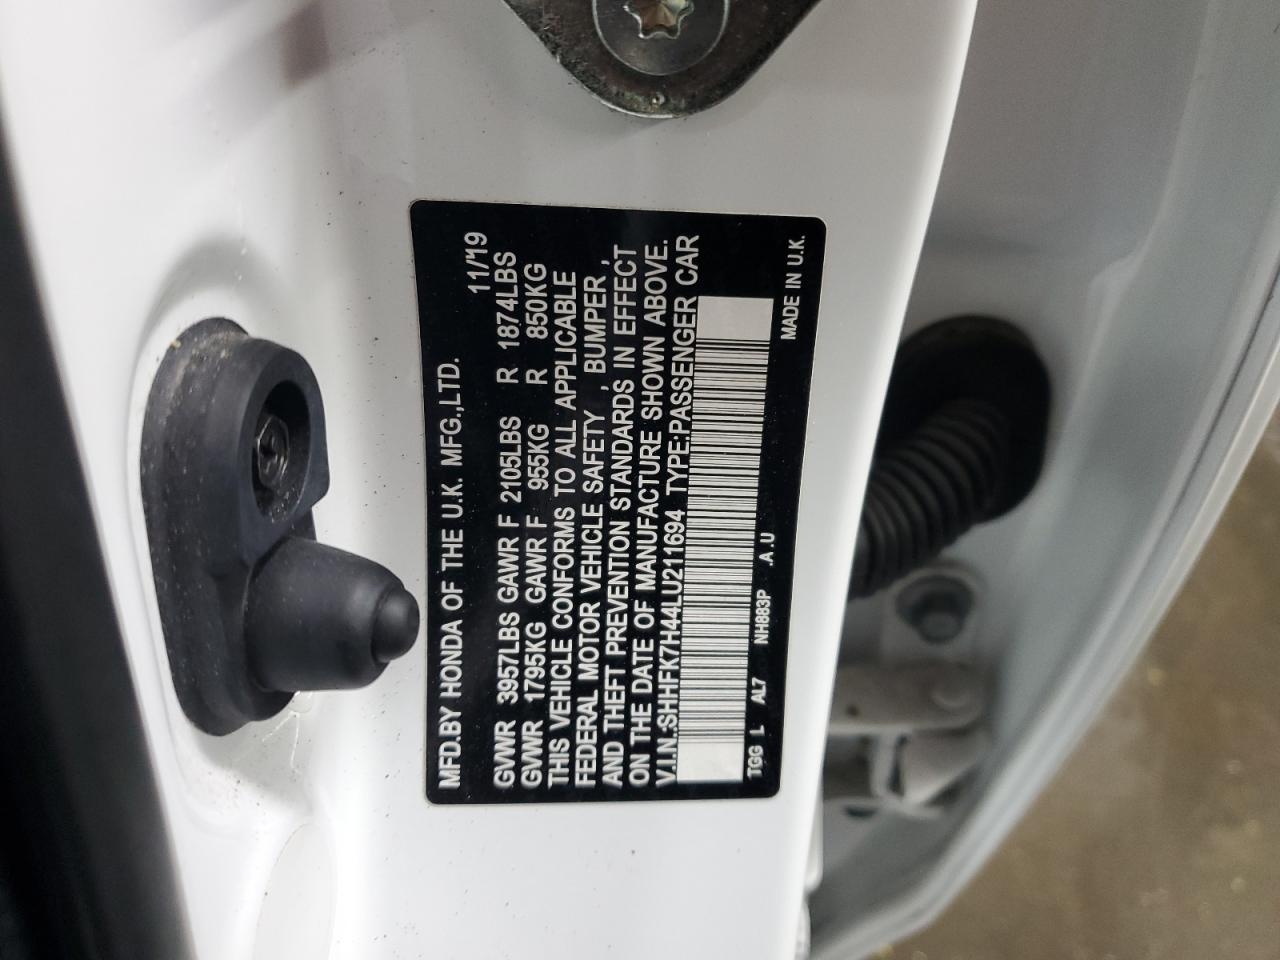 MFD.BY HONDA OF THE U.K. MFG.,LTD. 11/'19
GVWR 3957LBS GAWR F 2105LBS R 1874LBS
GVWR 1795KG GAWR F 955KG R 850KG
THIS VEHICLE CONFORMS TO ALL APPLICABLE
FEDERAL MOTOR VEHICLE SAFETY , BUMPER ,
AND THEFT PREVENTION STANDARDS IN EFFECT
ON THE DATE OF MANUFACTURE SHOWN ABOVE.
V.I.N.:SHHFK7H44LU211694 TYPE:PASSENGER CAR
TGG L AL7 NH883P .A .U MADE IN U.K.